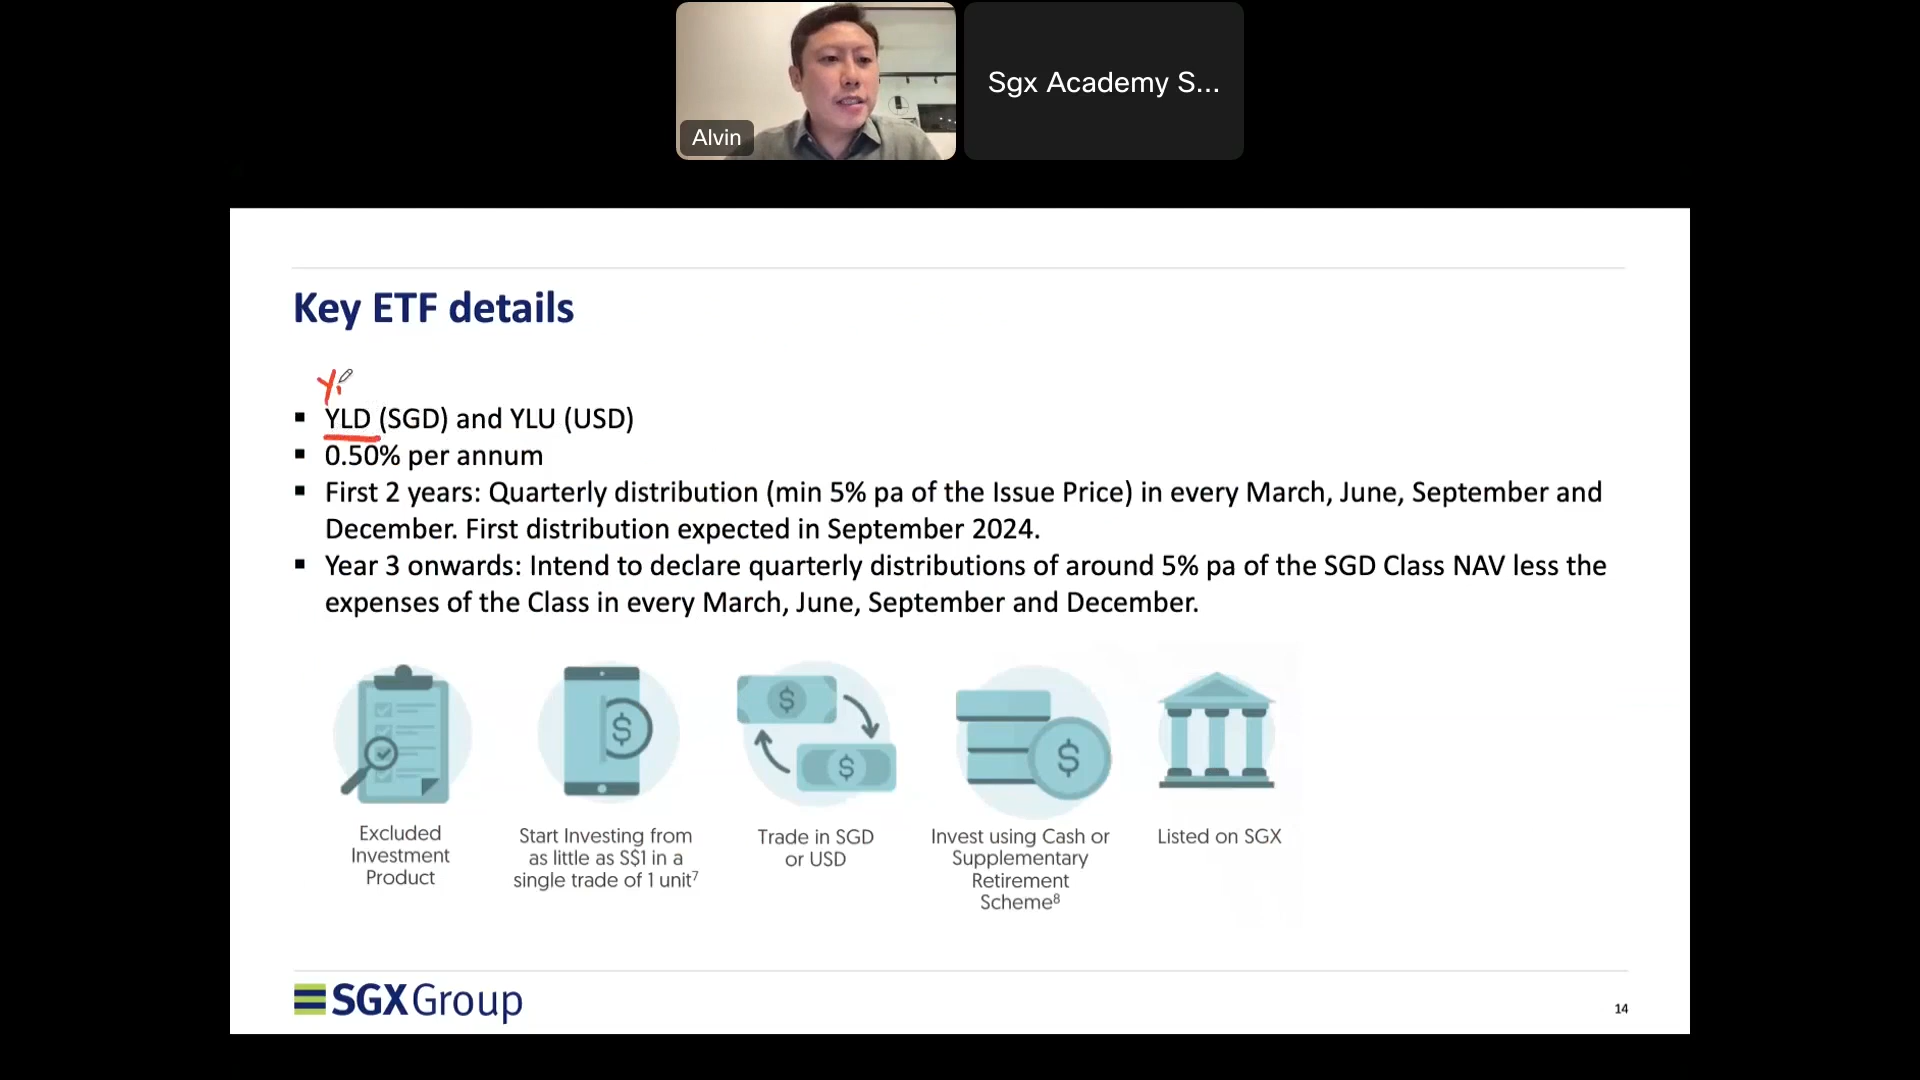 Alvin
Sgx Academy S...
Key ETF details
▪ YLD (SGD) and YLU (USD)
▪ 0.50% per annum
▪ First 2 years: Quarterly distribution (min 5% pa of the Issue Price) in every March, June, September and
December. First distribution expected in September 2024.
▪ Year 3 onwards: Intend to declare quarterly distributions of around 5% pa of the SGD Class NAV less the
expenses of the Class in every March, June, September and December.
Excluded
Investment
Product
Start Investing from
as little as S$1 in a
single trade of 1 unit⁷
Trade in SGD
or USD
Invest using Cash or
Supplementary
Retirement
Scheme⁸
Listed on SGX
SGXGroup
14